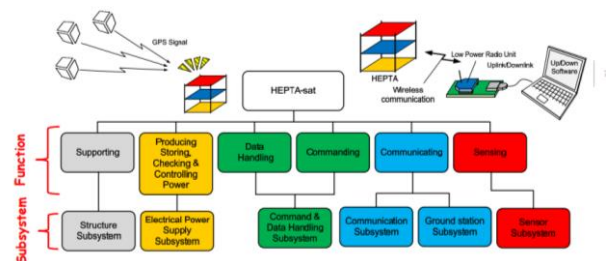 GPS Signal
HEPTA
Wireless
communication
Low Power Radio Unit
Uplink/Downlink
Up/Down
Software
HEPTA-sat
Function
Supporting
Producing
Storing,
Checking &
Controlling
Power
Data
Handling
Commanding
Communicating
Sensing
Subsystem
Structure
Subsystem
Electrical Power
Supply
Subsystem
Command &
Data Handling
Subsystem
Communication
Subsystem
Ground station
Subsystem
Sensor
Subsystem